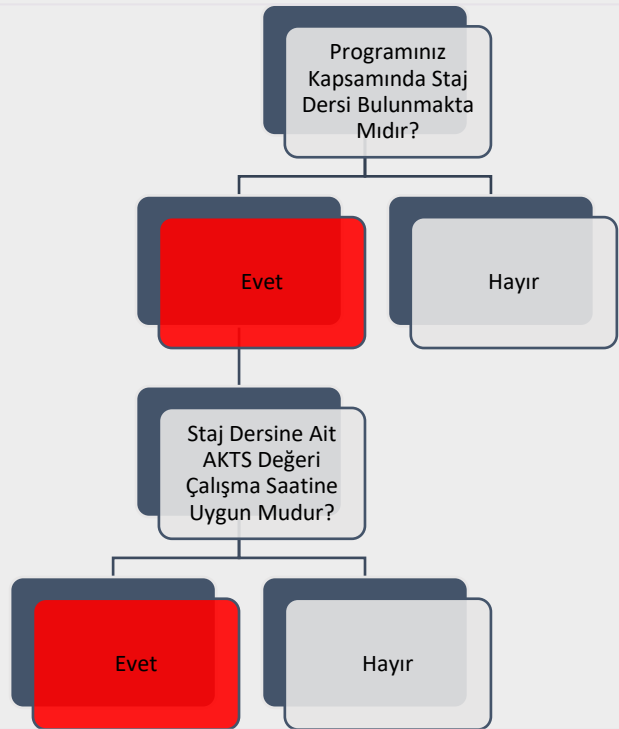 Programınız
Kapsamında Staj
Dersi Bulunmakta
Mıdır?
Evet
Hayır
Staj Dersine Ait
AKTS Değeri
Çalışma Saatine
Uygun Mudur?
Evet
Hayır